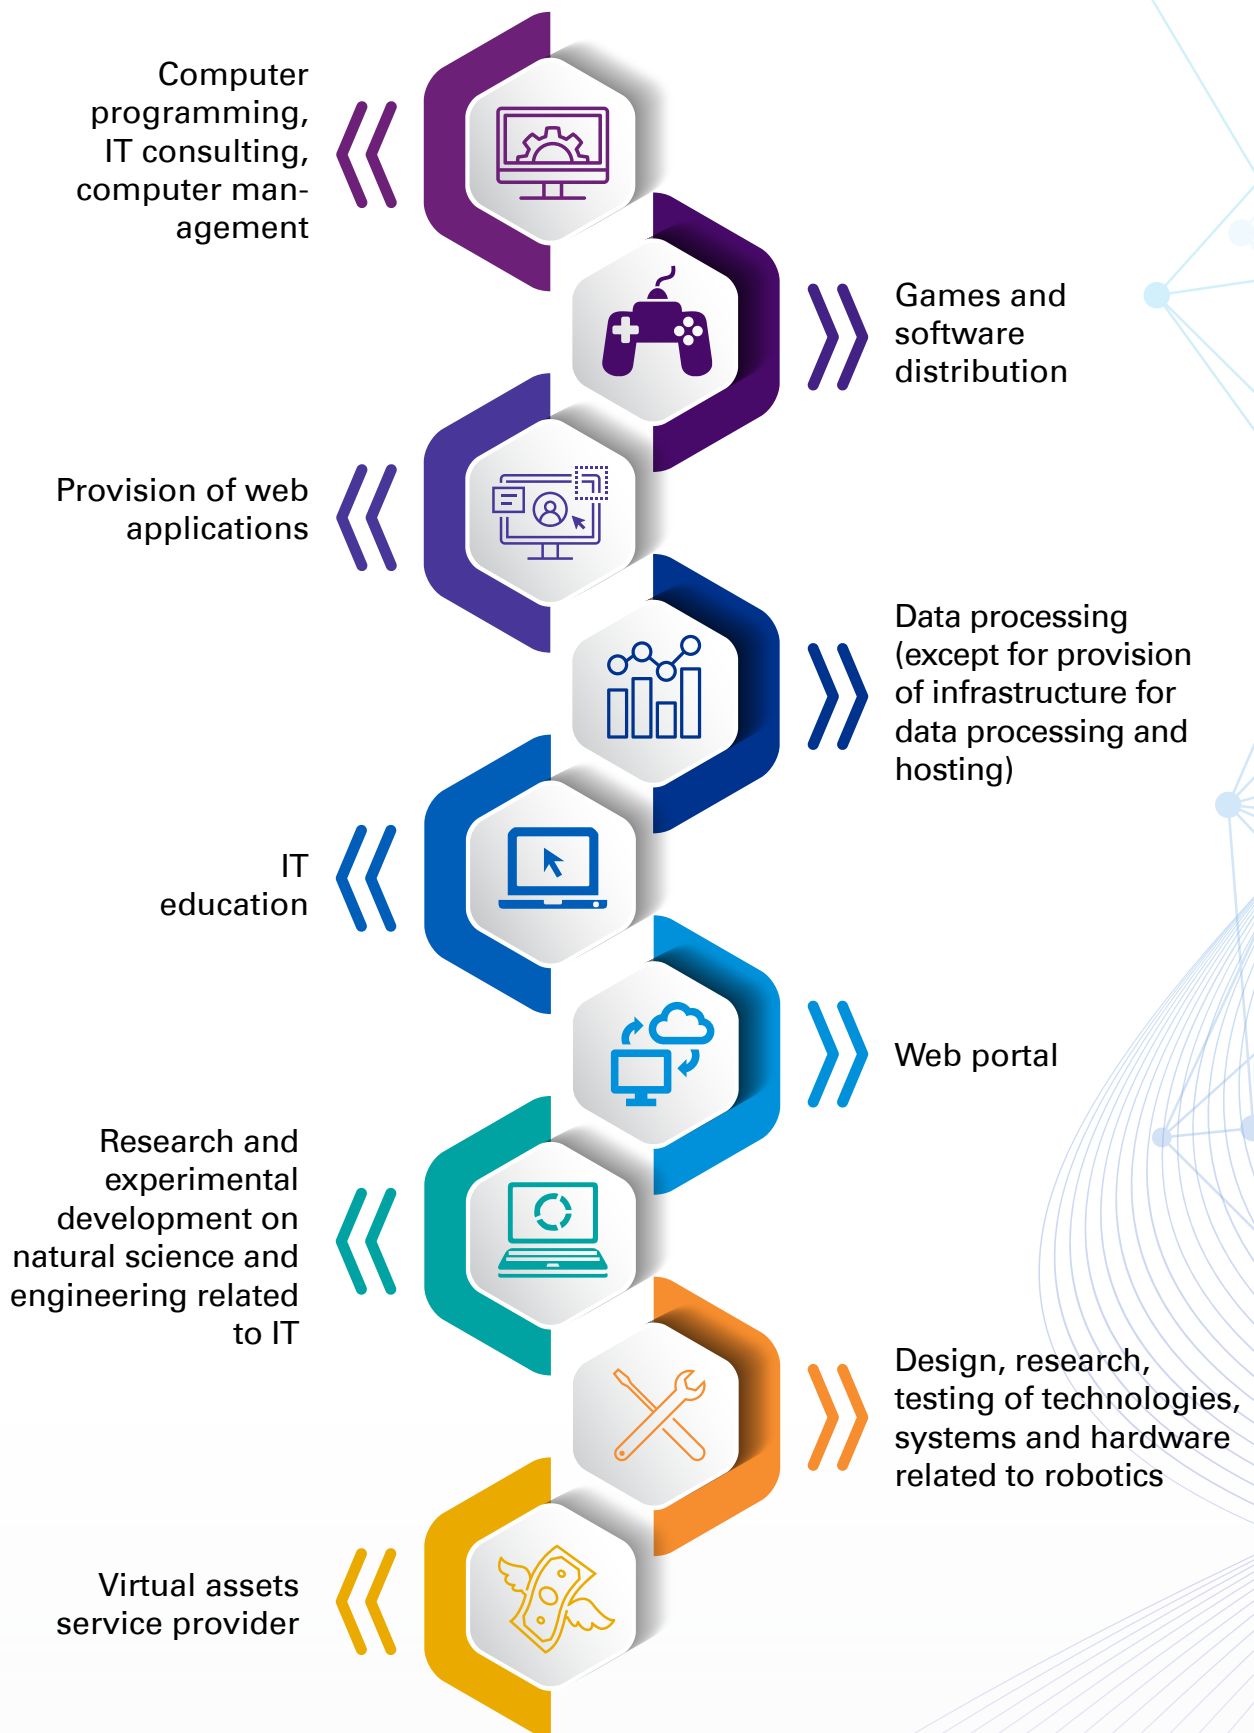 Computer
programming,
IT consulting,
computer man-
agement
Games and
software
distribution
Provision of web
applications
Data processing
(except for provision
of infrastructure for
data processing and
hosting)
IT
education
Web portal
Research and
experimental
development on
natural science and
engineering related
to IT
Design, research,
testing of technologies,
systems and hardware
related to robotics
Virtual assets
service provider